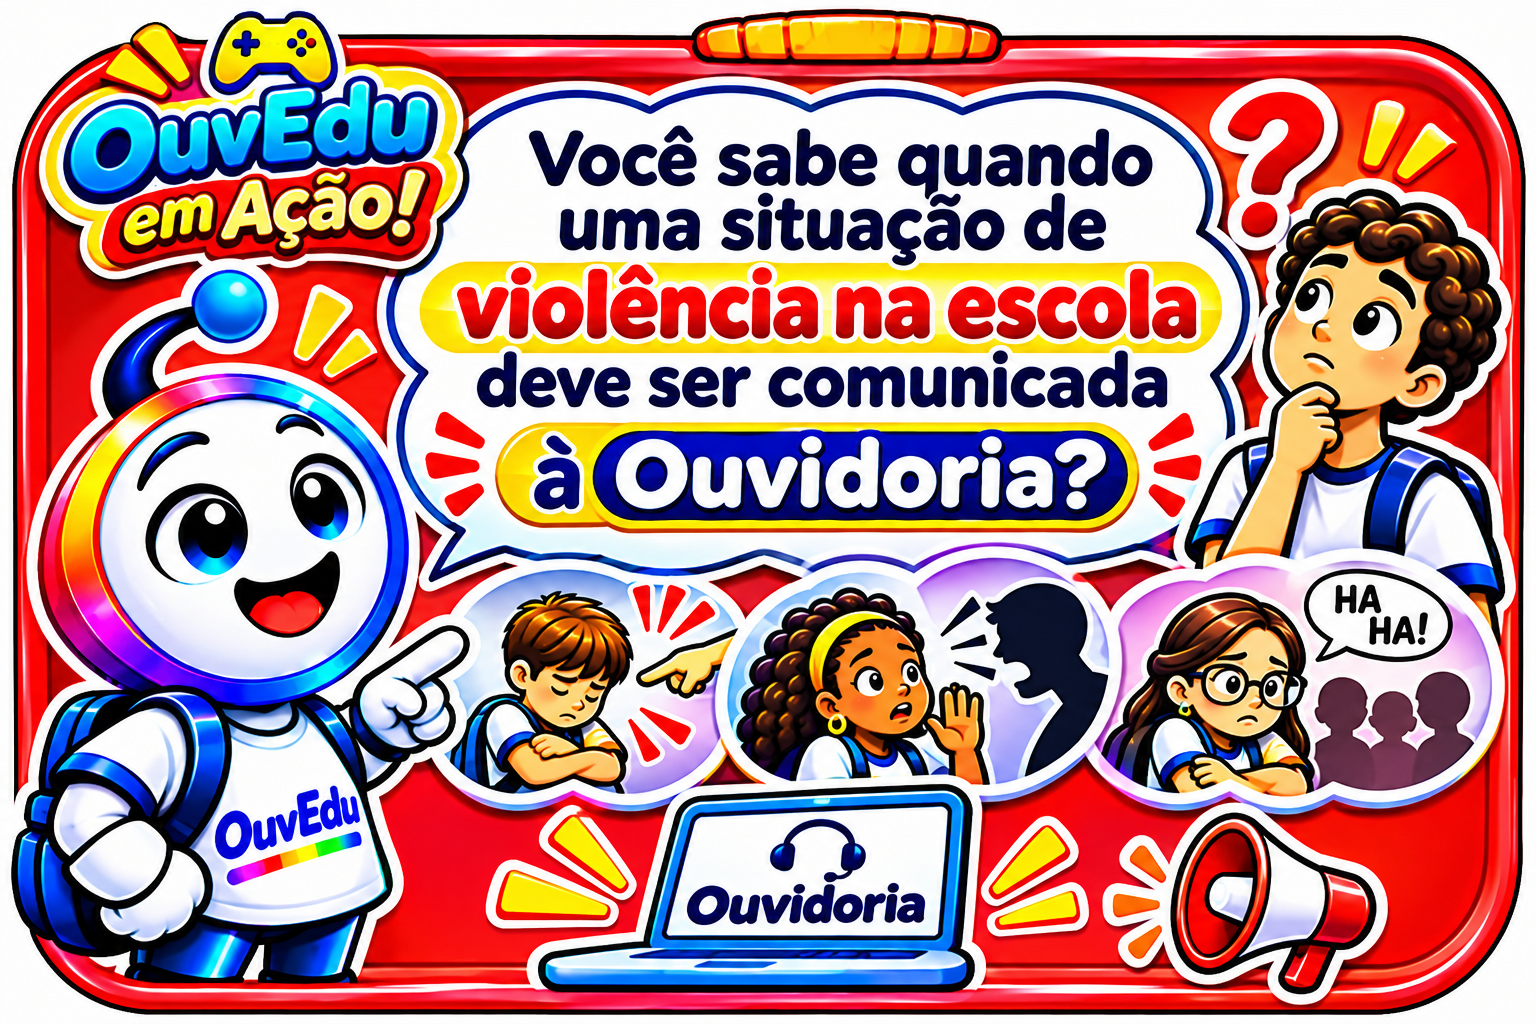 OuvEdu
em Ação!
Você sabe quando
uma situação de
violência na escola
deve ser comunicada
à Ouvidoria?
HA
HA!
OuvEdu
Ouvidoria